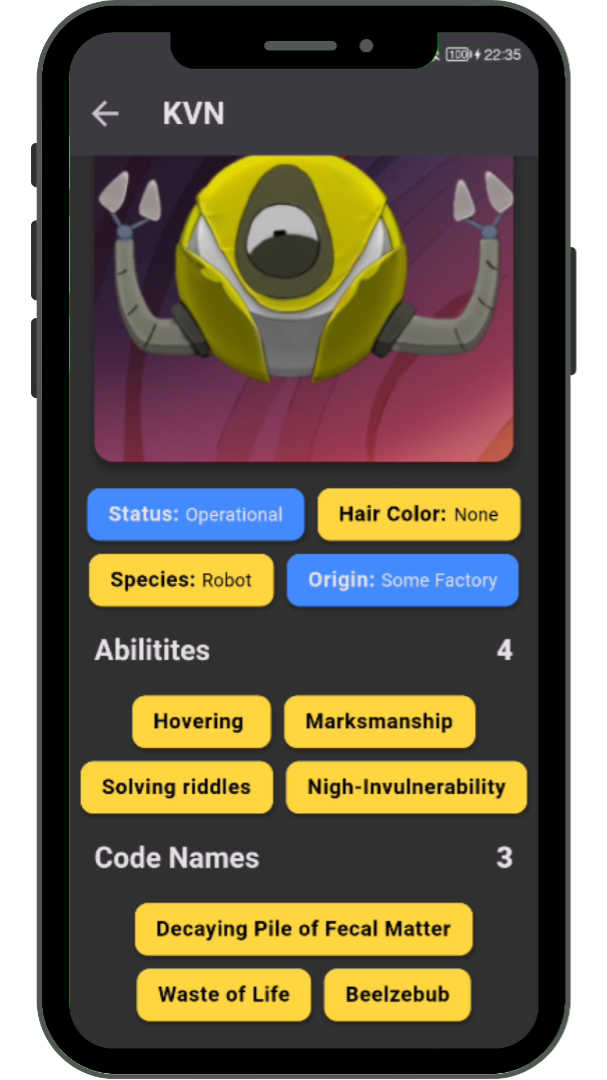 100 22:35
KVN
Status: Operational Hair Color: None
Species: Robot Origin: Some Factory
Abilitites 4
Hovering Marksmanship
Solving riddles Nigh-Invulnerability
Code Names 3
Decaying Pile of Fecal Matter
Waste of Life Beelzebub